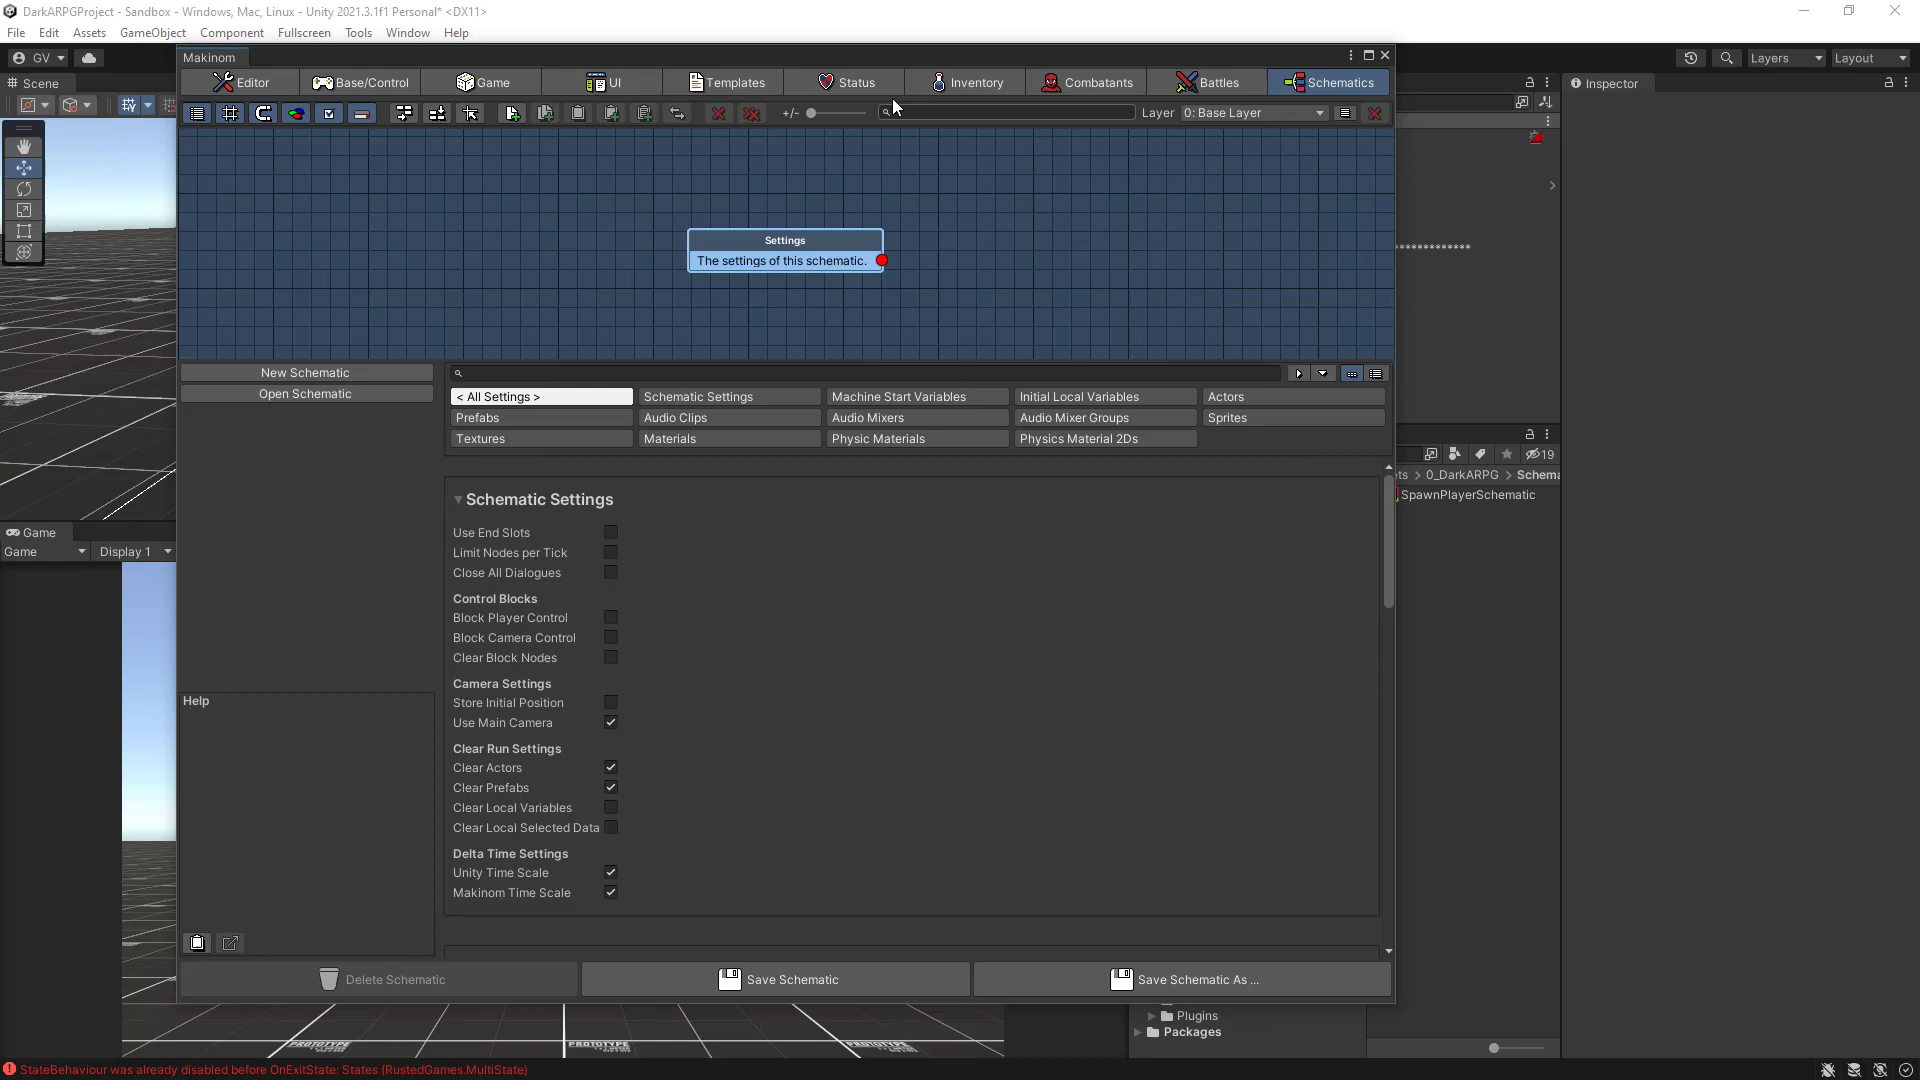 DarkARPGProject - Sandbox - Windows, Mac, Linux - Unity 2021.3.1f1 Personal* <DX11>
File Edit Assets GameObject Component Fullscreen Tools Window Help
GV Layers Layout
Makinom
Scene
Inspector
Editor Base/Control Game UI Templates Status Inventory Combatants Battles Schematics
+/- Layer 0: Base Layer
Settings
The settings of this schematic.
*************
New Schematic
Open Schematic
< All Settings > Schematic Settings Machine Start Variables Initial Local Variables Actors
Prefabs Audio Clips Audio Mixers Audio Mixer Groups Sprites
Textures Materials Physic Materials Physics Material 2Ds
19
ets > 0_DarkARPG > Schema
SpawnPlayerSchematic
Game
Game Display 1
Schematic Settings
Use End Slots
Limit Nodes per Tick
Close All Dialogues
Control Blocks
Block Player Control
Block Camera Control
Clear Block Nodes
Camera Settings
Store Initial Position
Use Main Camera
Clear Run Settings
Clear Actors
Clear Prefabs
Clear Local Variables
Clear Local Selected Data
Delta Time Settings
Unity Time Scale
Makinom Time Scale
Help
Delete Schematic Save Schematic Save Schematic As ...
Plugins
Packages
PROTOTYPE PROTOTYPE PROTOTYPE
StateBehaviour was already disabled before OnExitState: States (RustedGames.MultiState)